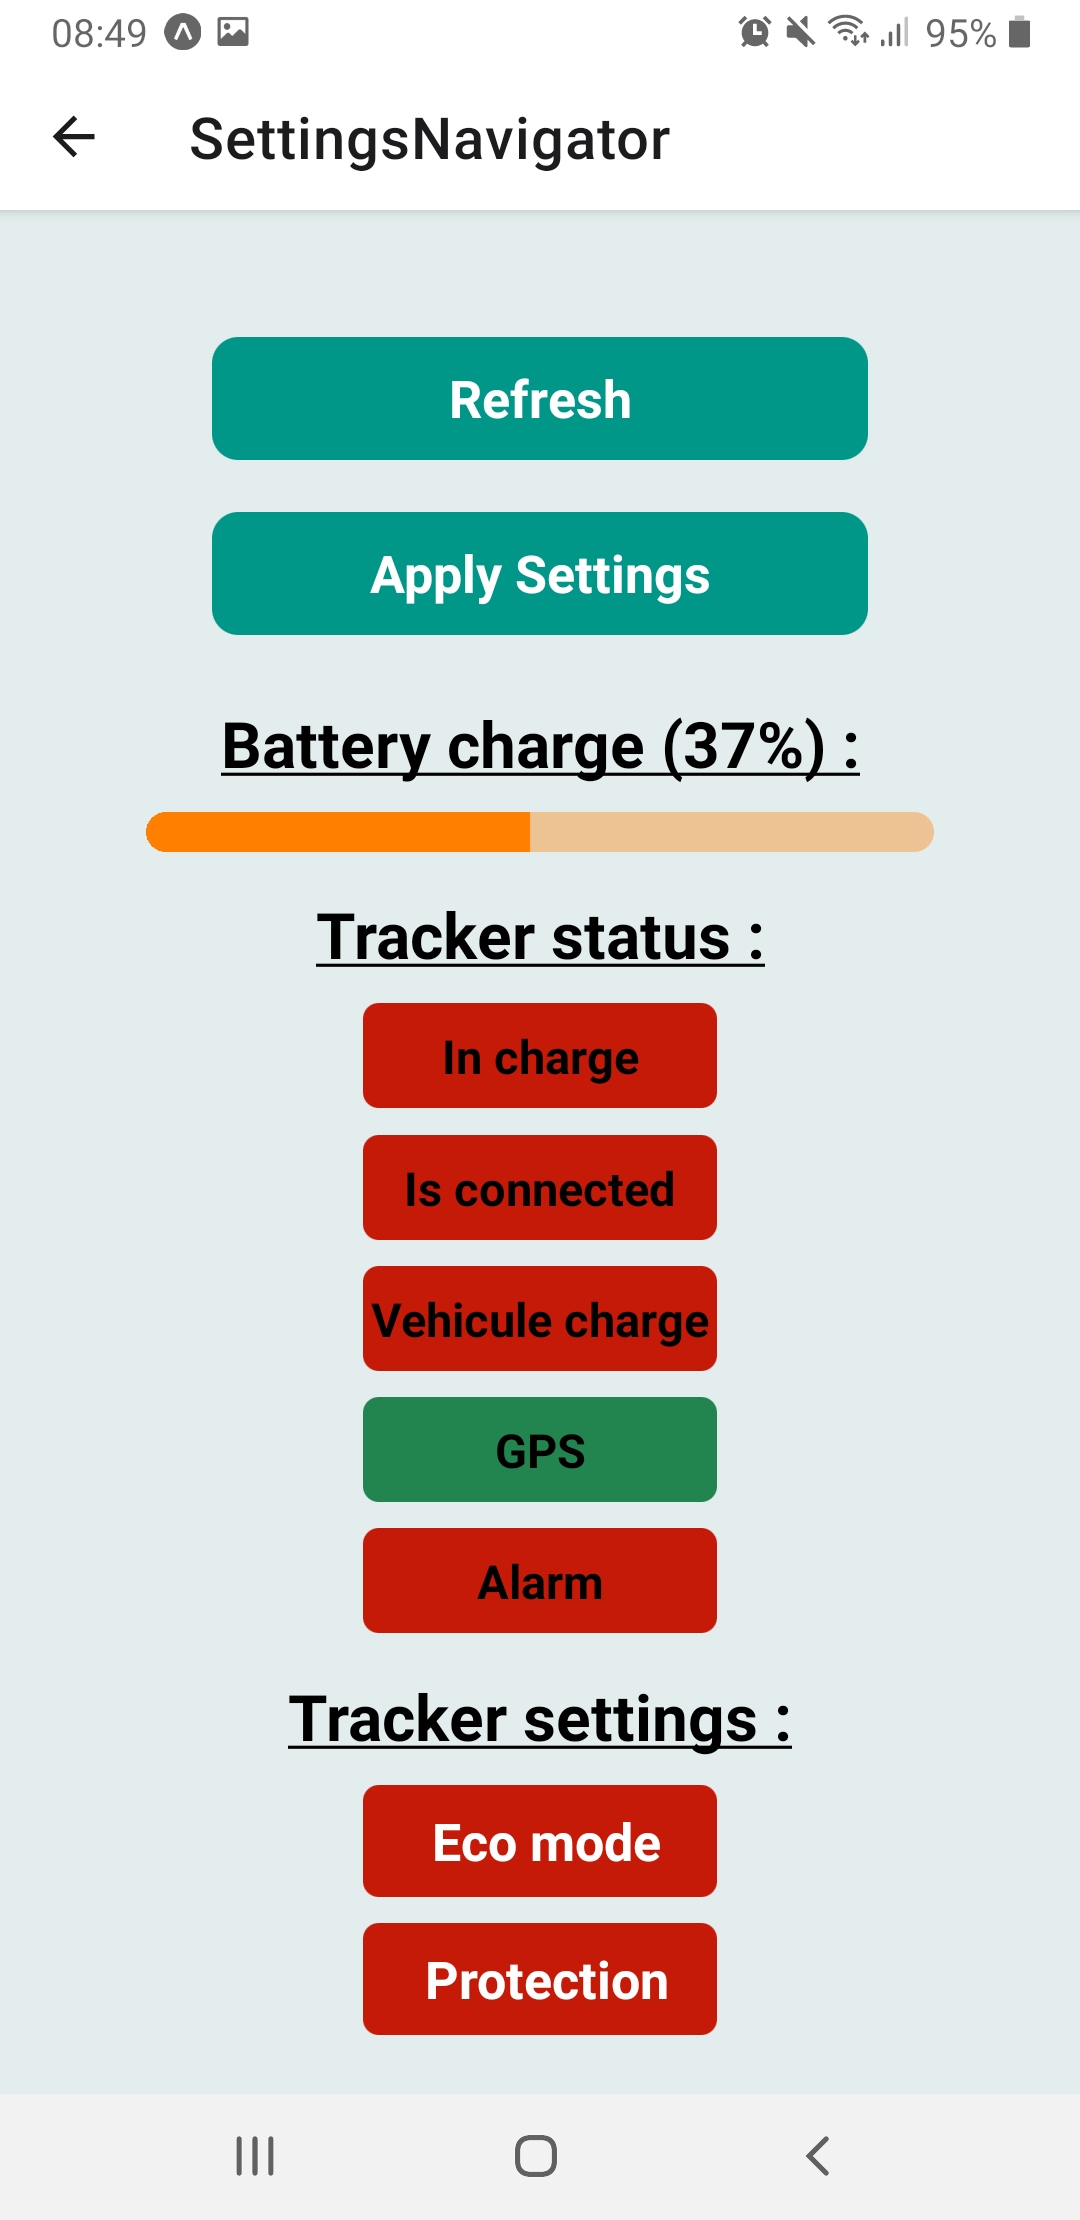 08:49 95%
SettingsNavigator
Refresh
Apply Settings
Battery charge (37%) :
Tracker status :
In charge
Is connected
Vehicule charge
GPS
Alarm
Tracker settings :
Eco mode
Protection